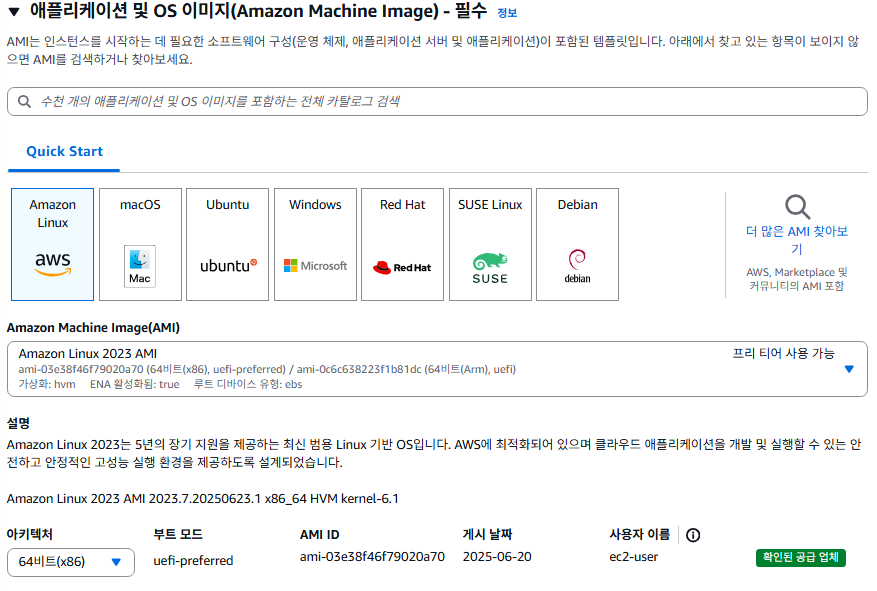 ▼ 애플리케이션 및 OS 이미지(Amazon Machine Image) - 필수 정보
AMI는 인스턴스를 시작하는 데 필요한 소프트웨어 구성(운영 체제, 애플리케이션 서버 및 애플리케이션)이 포함된 템플릿입니다. 아래에서 찾고 있는 항목이 보이지 않
으면 AMI를 검색하거나 찾아보세요.
수천 개의 애플리케이션 및 OS 이미지를 포함하는 전체 카탈로그 검색
Quick Start
Amazon
Linux
aws
macOS
Mac
Ubuntu
ubuntu
Windows
Microsoft
Red Hat
Red Hat
SUSE Linux
SUSE
Debian
debian
더 많은 AMI 찾아보
기
AWS, Marketplace 및
커뮤니티의 AMI 포함
Amazon Machine Image(AMI)
Amazon Linux 2023 AMI
프리 티어 사용 가능
ami-03e38f46f79020a70 (64비트(x86), uefi-preferred) / ami-0c6c638223f1b81dc (64비트(Arm), uefi)
가상화: hvm ENA 활성화됨: true 루트 디바이스 유형: ebs
설명
Amazon Linux 2023는 5년의 장기 지원을 제공하는 최신 범용 Linux 기반 OS입니다. AWS에 최적화되어 있으며 클라우드 애플리케이션을 개발 및 실행할 수 있는 안
전하고 안정적인 고성능 실행 환경을 제공하도록 설계되었습니다.
Amazon Linux 2023 AMI 2023.7.20250623.1 x86_64 HVM kernel-6.1
아키텍처 부트 모드 AMI ID 게시 날짜 사용자 이름
64비트(x86) uefi-preferred ami-03e38f46f79020a70 2025-06-20 ec2-user 확인된 공급 업체